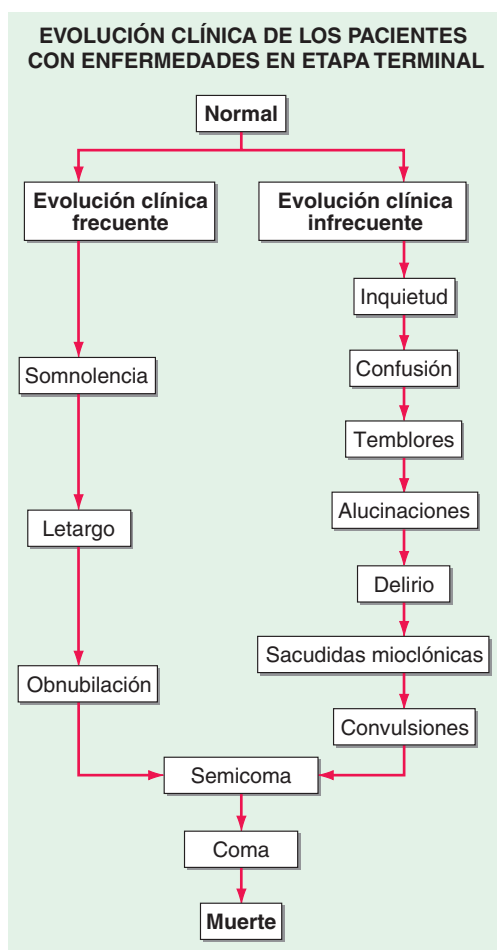 EVOLUCIÓN CLÍNICA DE LOS PACIENTES
CON ENFERMEDADES EN ETAPA TERMINAL
Normal
Evolución clínica
frecuente
Somnolencia
Letargo
Obnubilación
Evolución clínica
infrecuente
Inquietud
Confusión
Temblores
Alucinaciones
Delirio
Sacudidas mioclónicas
Convulsiones
Semicoma
Coma
Muerte